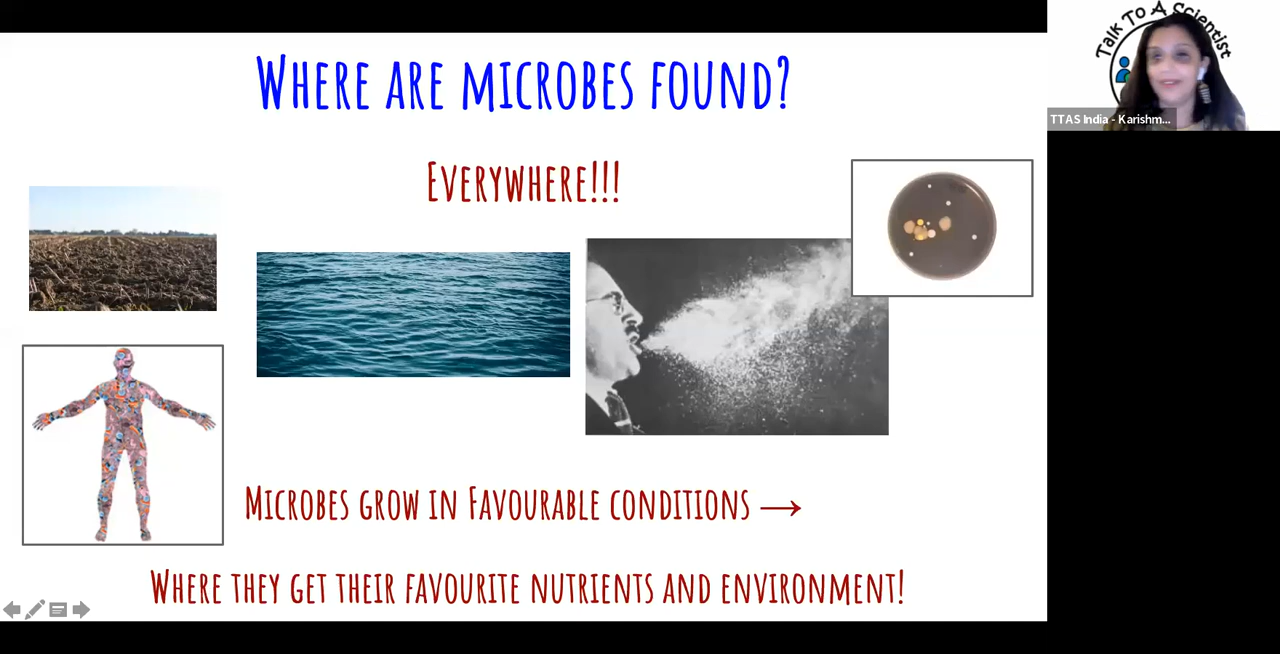 WHERE ARE MICROBES FOUND?
EVERYWHERE!!!
MICROBES GROW IN FAVOURABLE CONDITIONS →
WHERE THEY GET THEIR FAVOURITE NUTRIENTS AND ENVIRONMENT!
Talk To A Scientist
TTAS India - Karishm...